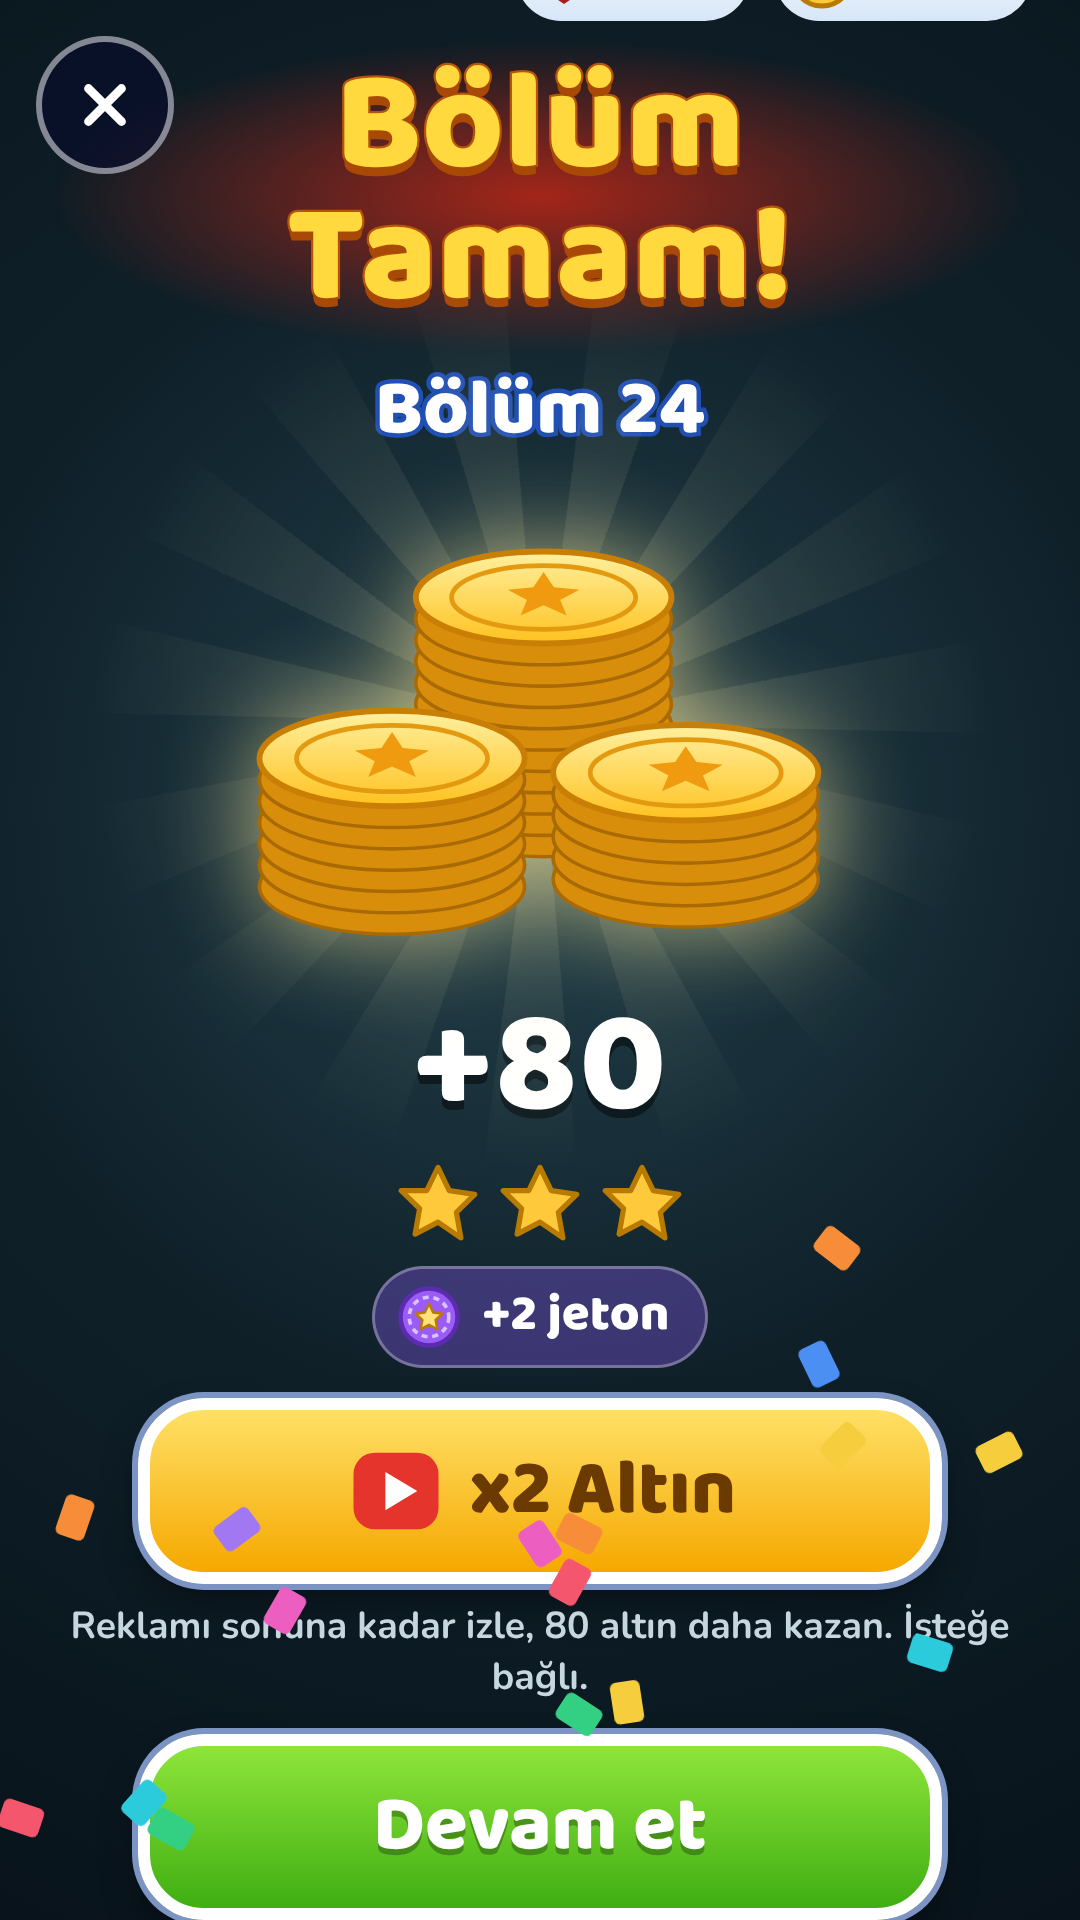 Bölüm
Tamam!
Bölüm 24
+80
+2 jeton
x2 Altın
Reklamı sonuna kadar izle, 80 altın daha kazan. İsteğe
bağlı.
Devam et